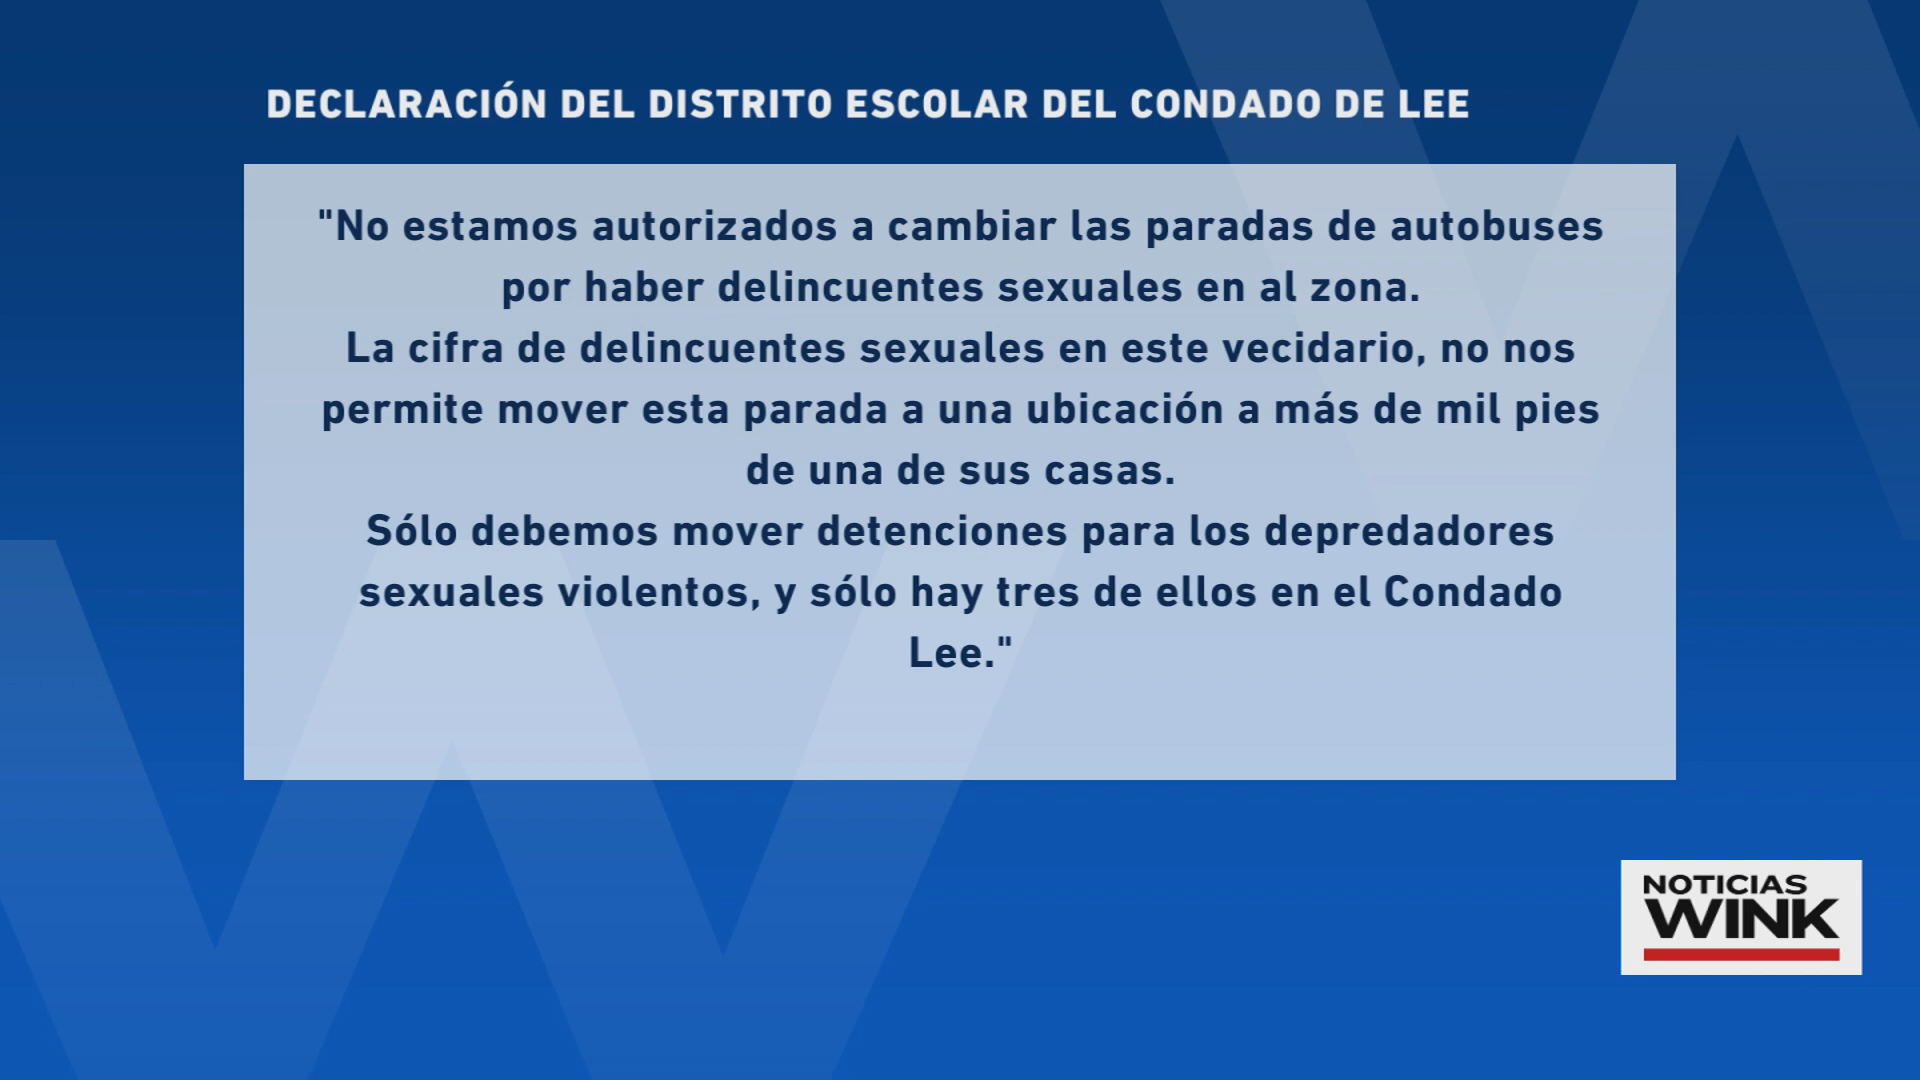 DECLARACIÓN DEL DISTRITO ESCOLAR DEL CONDADO DE LEE
"No estamos autorizados a cambiar las paradas de autobuses
por haber delincuentes sexuales en al zona.
La cifra de delincuentes sexuales en este vecidario, no nos
permite mover esta parada a una ubicación a más de mil pies
de una de sus casas.
Sólo debemos mover detenciones para los depredadores
sexuales violentos, y sólo hay tres de ellos en el Condado
Lee."
NOTICIAS
WINK